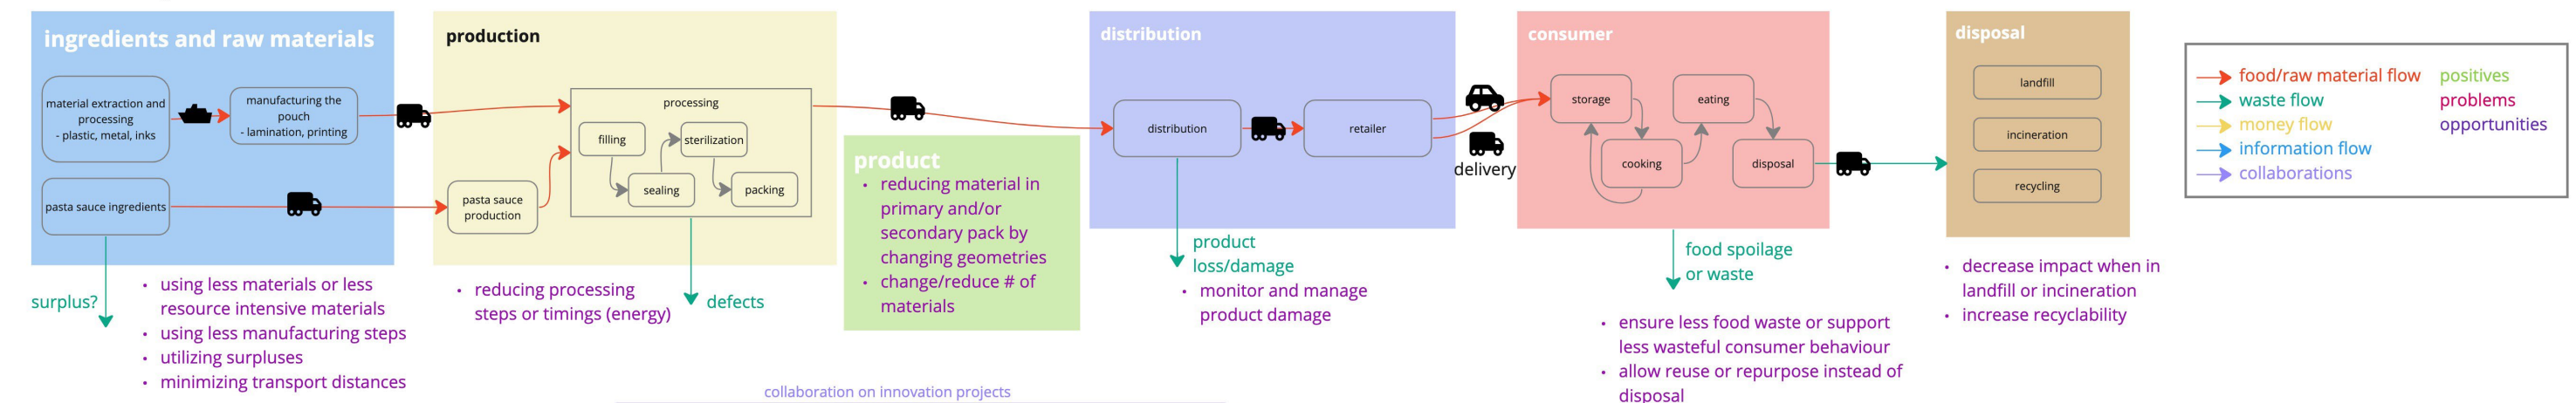 ingredients and raw materials
material extraction and
processing
- plastic, metal, inks
manufacturing the
pouch
- lamination, printing
pasta sauce ingredients
surplus?
• using less materials or less
resource intensive materials
• using less manufacturing steps
• utilizing surpluses
• minimizing transport distances
production
pasta sauce
production
processing
filling
sealing
sterilization
packing
• reducing processing
steps or timings (energy)
defects
product
• reducing material in
primary and/or
secondary pack by
changing geometries
• change/reduce # of
materials
collaboration on innovation projects
distribution
distribution
retailer
product
loss/damage
• monitor and manage
product damage
delivery
consumer
storage
cooking
eating
disposal
food spoilage
or waste
• ensure less food waste or support
less wasteful consumer behaviour
• allow reuse or repurpose instead of
disposal
disposal
landfill
incineration
recycling
• decrease impact when in
landfill or incineration
• increase recyclability
food/raw material flow
waste flow
money flow
information flow
collaborations
positives
problems
opportunities